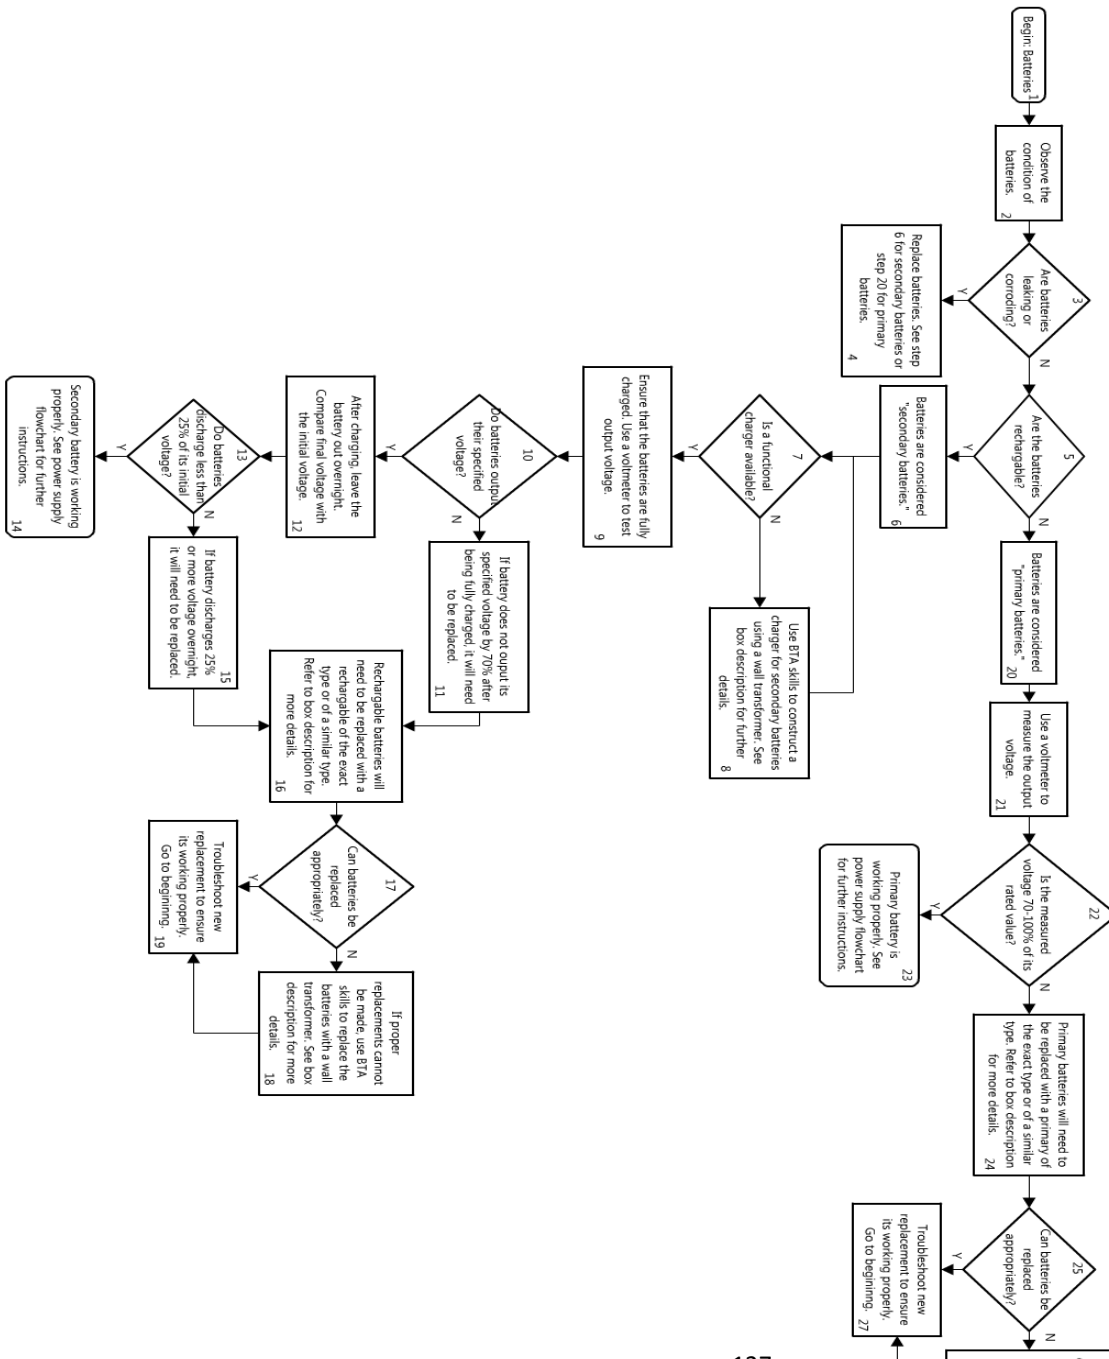 Begin: Batteries
1
Observe the
condition of
batteries.
2
3
Are batteries
leaking or
corroding?
Y
N
Replace batteries. See step
6 for secondary batteries or
step 20 for primary
batteries.
4
5
Are the batteries
rechargable?
Y
N
Batteries are considered
"secondary batteries."
6
7
Is a functional
charger available?
Y
N
Use BTA skills to construct a
charger for secondary batteries
using a wall transformer. See
box description for further
details.
8
Ensure that the batteries are fully
charged. Use a voltmeter to test
output voltage.
9
10
Do batteries output
their specified
voltage?
Y
N
If battery does not ouput its
specified voltage by 70% after
being fully charged, it will need
to be replaced.
11
After charging, leave the
battery out overnight.
Compare final voltage with
the initial voltage.
12
13
Do batteries
discharge less than
25% of its initial
voltage?
Y
N
Secondary battery is working
properly. See power supply
flowchart for further
instructions.
14
If battery discharges 25%
or more voltage overnight,
it will need to be replaced.
15
Rechargable batteries will
need to be replaced with a
rechargable of the exact
type or of a similar type.
Refer to box description for
more details.
16
17
Can batteries be
replaced
appropriately?
Y
N
If proper
replacements cannot
be made, use BTA
skills to replace the
batteries with a wall
transformer. See box
description for more
details.
18
Troubleshoot new
replacement to ensure
its working properly.
Go to begininng.
19
Batteries are considered
"primary batteries."
20
Use a voltmeter to
measure the output
voltage.
21
22
Is the measured
voltage 70-100% of its
rated value?
Y
N
Primary battery is
working properly. See
power supply flowchart
for further instructions.
23
Primary batteries will need to
be replaced with a primary of
the exact type or of a similar
type. Refer to box description
for more details.
24
25
Can batteries be
replaced
appropriately?
Y
N
Troubleshoot new
replacement to ensure
its working properly.
Go to begininng.
27